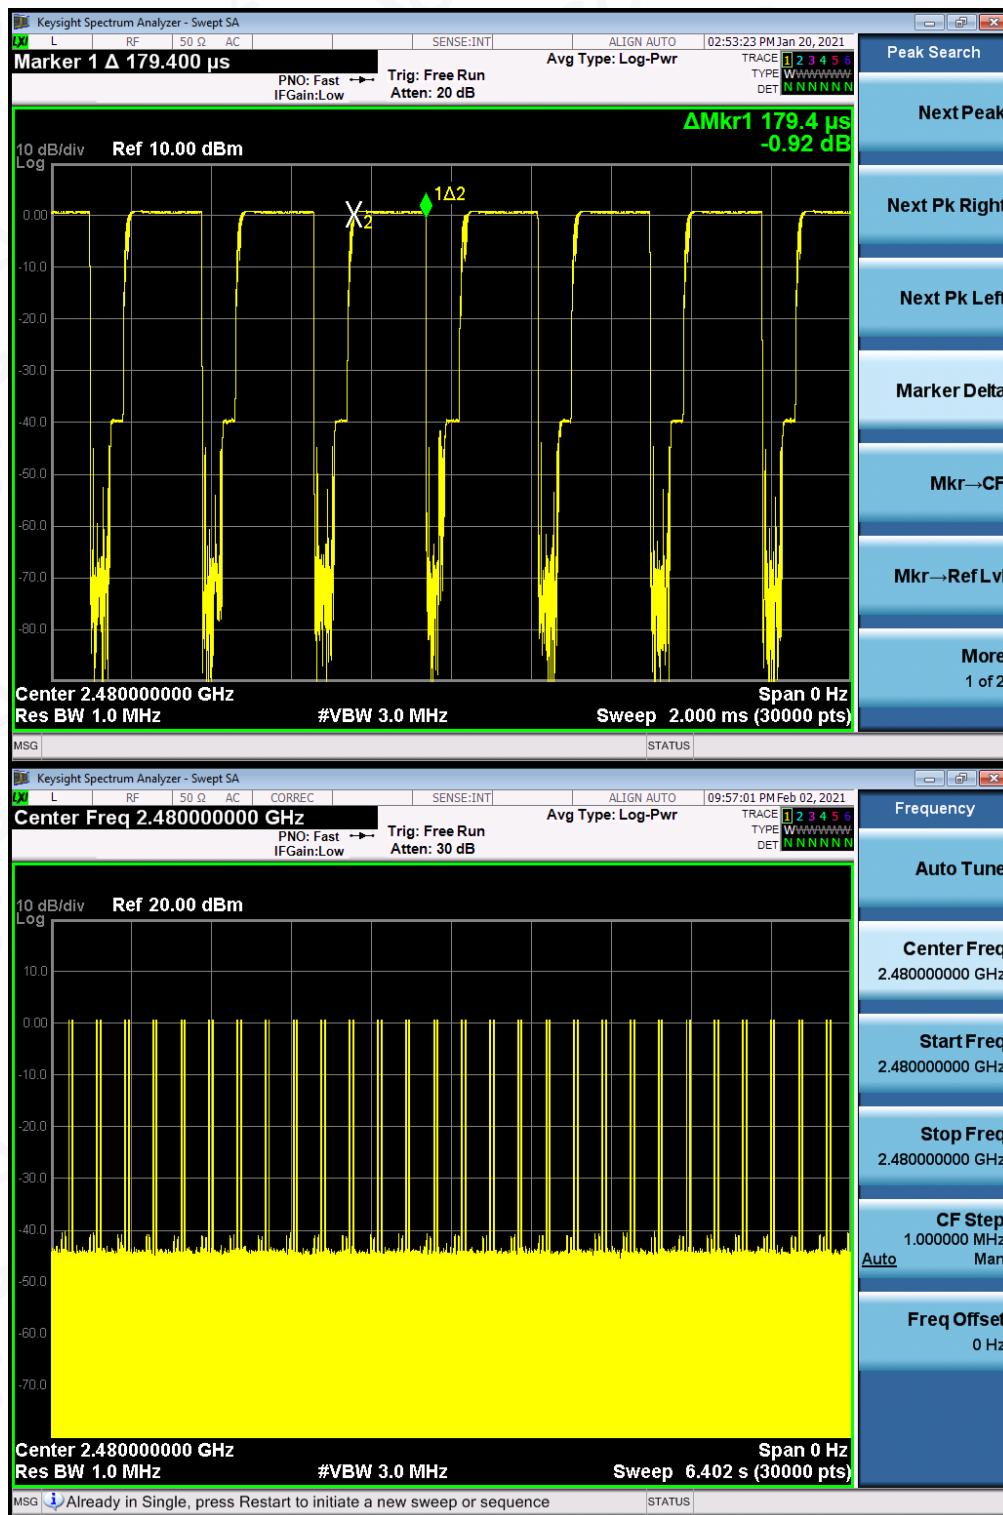 Keysight Spectrum Analyzer - Swept SA
LXI L RF 50 Ω AC SENSE:INT ALIGN AUTO 02:53:23 PM Jan 20, 2021
Marker 1 Δ 179.400 µs
PNO: Fast
IFGain:Low
Trig: Free Run
Atten: 20 dB
Avg Type: Log-Pwr
TRACE 1 2 3 4 5 6
TYPE WWWWWW
DET N N N N N N
Peak Search
ΔMkr1 179.4 µs
-0.92 dB
10 dB/div Ref 10.00 dBm
Log
0.00
-10.0
-20.0
-30.0
-40.0
-50.0
-60.0
-70.0
-80.0
X2
1Δ2
Center 2.480000000 GHz Span 0 Hz
Res BW 1.0 MHz #VBW 3.0 MHz Sweep 2.000 ms (30000 pts)
MSG STATUS
Next Peak
Next Pk Right
Next Pk Left
Marker Delta
Mkr→CF
Mkr→Ref Lvl
More
1 of 2
Keysight Spectrum Analyzer - Swept SA
LXI L RF 50 Ω AC CORREC SENSE:INT ALIGN AUTO 09:57:01 PM Feb 02, 2021
Center Freq 2.480000000 GHz
PNO: Fast
IFGain:Low
Trig: Free Run
Atten: 30 dB
Avg Type: Log-Pwr
TRACE 1 2 3 4 5 6
TYPE WWWWWW
DET N N N N N N
Frequency
10 dB/div Ref 20.00 dBm
Log
10.0
0.00
-10.0
-20.0
-30.0
-40.0
-50.0
-60.0
-70.0
Center 2.480000000 GHz Span 0 Hz
Res BW 1.0 MHz #VBW 3.0 MHz Sweep 6.402 s (30000 pts)
MSG Already in Single, press Restart to initiate a new sweep or sequence STATUS
Auto Tune
Center Freq
2.480000000 GHz
Start Freq
2.480000000 GHz
Stop Freq
2.480000000 GHz
CF Step
1.000000 MHz
Auto Man
Freq Offset
0 Hz